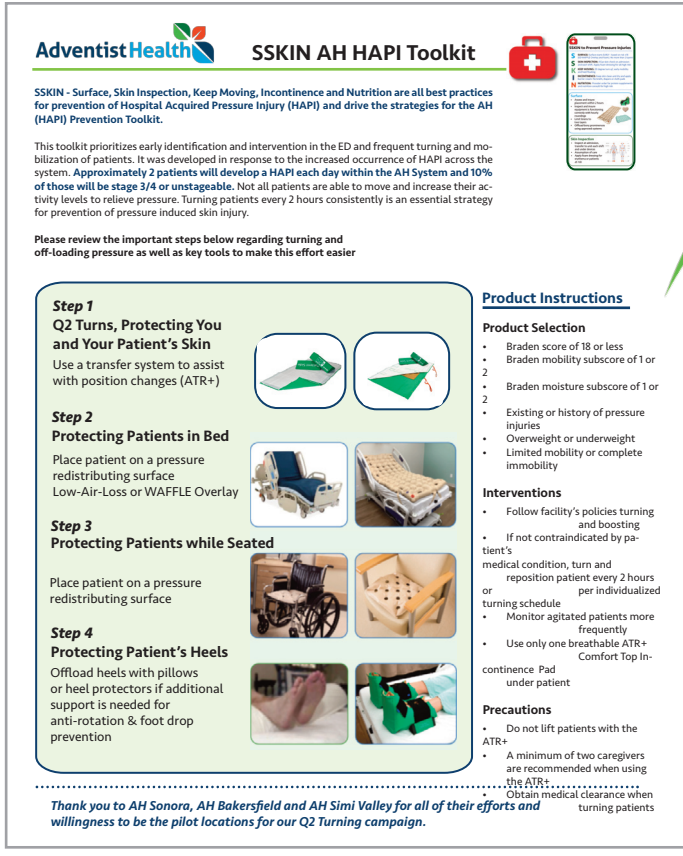 AdventistHealth
SSKIN AH HAPI Toolkit
SSKIN to Prevent Pressure Injuries
SSKIN - Surface, Skin Inspection, Keep Moving, Incontinence and Nutrition are all best practices
for prevention of Hospital Acquired Pressure Injury (HAPI) and drive the strategies for the AH
(HAPI) Prevention Toolkit.
This toolkit prioritizes early identification and intervention in the ED and frequent turning and mo-
bilization of patients. It was developed in response to the increased occurrence of HAPI across the
system. Approximately 2 patients will develop a HAPI each day within the AH System and 10%
of those will be stage 3/4 or unstageable. Not all patients are able to move and increase their ac-
tivity levels to relieve pressure. Turning patients every 2 hours consistently is an essential strategy
for prevention of pressure induced skin injury.
Please review the important steps below regarding turning and
off-loading pressure as well as key tools to make this effort easier
Step 1
Q2 Turns, Protecting You
and Your Patient's Skin
Use a transfer system to assist
with position changes (ATR+)
Step 2
Protecting Patients in Bed
Place patient on a pressure
redistributing surface
Low-Air-Loss or WAFFLE Overlay
Step 3
Protecting Patients while Seated
Place patient on a pressure
redistributing surface
Step 4
Protecting Patient's Heels
Offload heels with pillows
or heel protectors if additional
support is needed for
anti-rotation & foot drop
prevention
Product Instructions
Product Selection
• Braden score of 18 or less
• Braden mobility subscore of 1 or
2
• Braden moisture subscore of 1 or
2
• Existing or history of pressure
injuries
• Overweight or underweight
• Limited mobility or complete
immobility
Interventions
• Follow facility's policies turning
and boosting
• If not contraindicated by pa-
tient's
medical condition, turn and
reposition patient every 2 hours
or per individualized
turning schedule
• Monitor agitated patients more
frequently
• Use only one breathable ATR+
Comfort Top In-
continence Pad
under patient
Precautions
• Do not lift patients with the
ATR+
• A minimum of two caregivers
are recommended when using
the ATR+
• Obtain medical clearance when
turning patients
Thank you to AH Sonora, AH Bakersfield and AH Simi Valley for all of their efforts and
willingness to be the pilot locations for our Q2 Turning campaign.